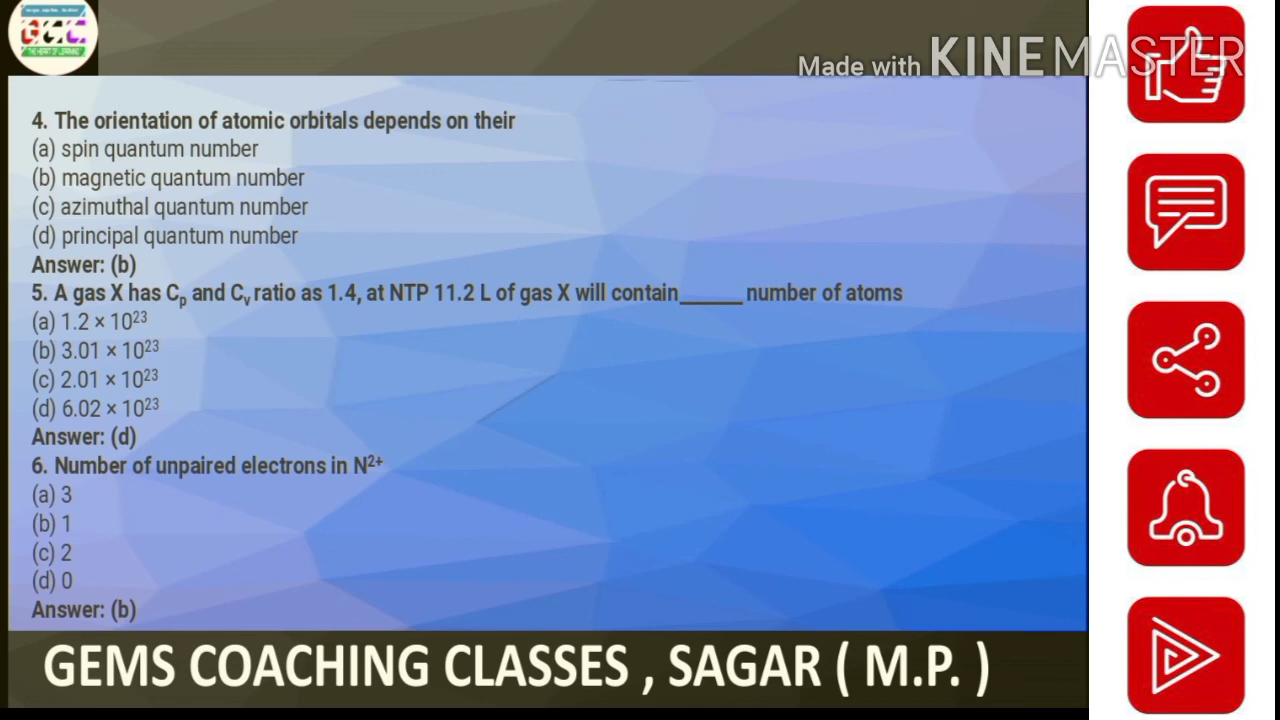 Made with KINEMASTER
4. The orientation of atomic orbitals depends on their
(a) spin quantum number
(b) magnetic quantum number
(c) azimuthal quantum number
(d) principal quantum number
Answer: (b)
5. A gas X has Cp and Cv ratio as 1.4, at NTP 11.2 L of gas X will contain______ number of atoms
(a) 1.2 × 10²³
(b) 3.01 × 10²³
(c) 2.01 × 10²³
(d) 6.02 × 10²³
Answer: (d)
6. Number of unpaired electrons in N²⁺
(a) 3
(b) 1
(c) 2
(d) 0
Answer: (b)
GEMS COACHING CLASSES , SAGAR ( M.P. )